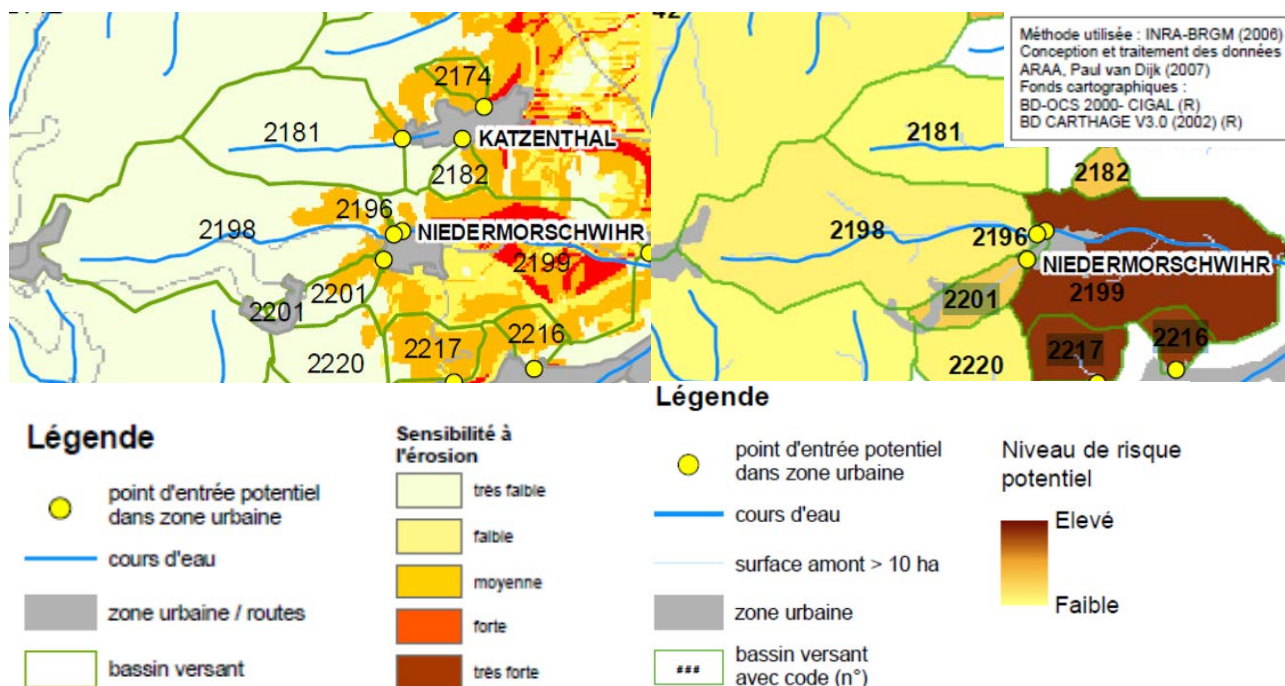 2174
2181
KATZENTHAL
2182
2196
2198
NIEDERMORSCHWIHR
2199
2201
2201
2216
2217
2220
42
Méthode utilisée : INRA-BRGM (2006)
Conception et traitement des données
ARAA, Paul van Dijk (2007)
Fonds cartographiques :
BD-OCS 2000- CIGAL (R)
BD CARTHAGE V3.0 (2002) (R)
2181
2182
2198
2196
NIEDERMORSCHWIHR
2201
2199
2216
2217
2220
Légende
point d'entrée potentiel
dans zone urbaine
cours d'eau
zone urbaine / routes
bassin versant
Sensibilité à
l'érosion
très faible
faible
moyenne
forte
très forte
Légende
point d'entrée potentiel
dans zone urbaine
cours d'eau
surface amont > 10 ha
zone urbaine
###
bassin versant
avec code (n°)
Niveau de risque
potentiel
Elevé
Faible